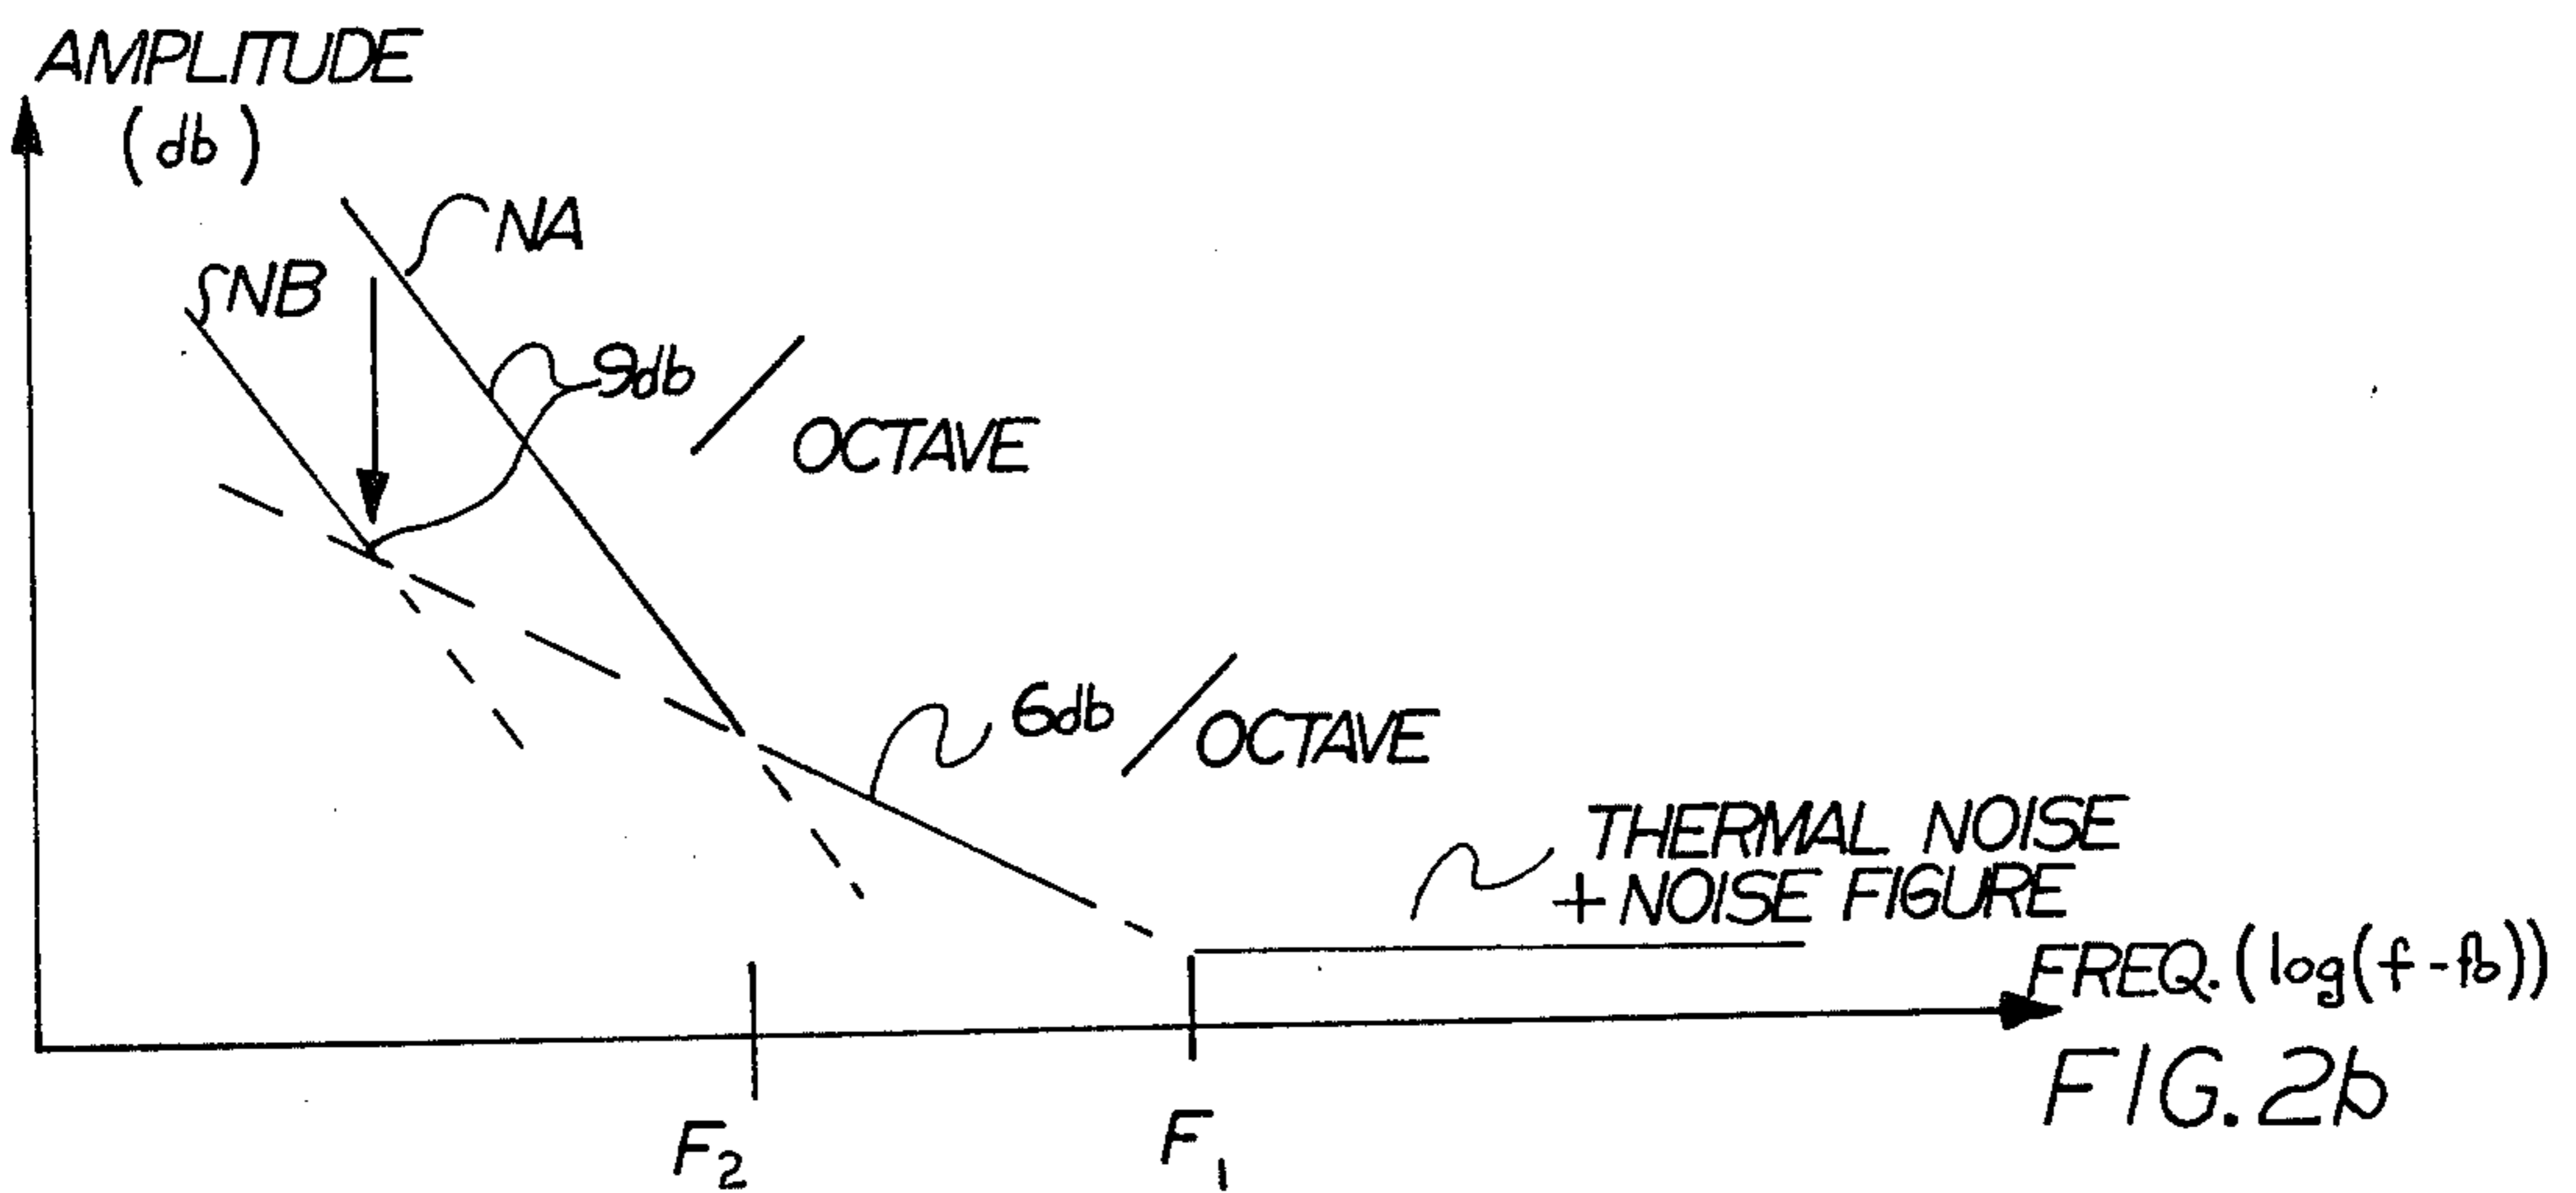 AMPLITUDE
(db)
NA
NB
9db/OCTAVE
6db/OCTAVE
THERMAL NOISE
+ NOISE FIGURE
FREQ. (log(f-fb))
F2
F1
FIG. 2b